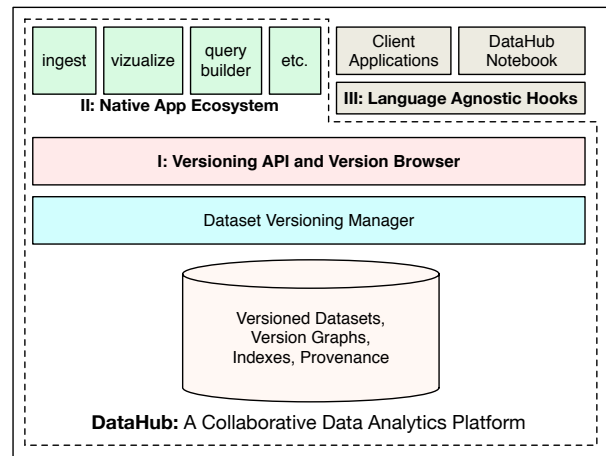 ingest
vizualize
query
builder
etc.
II: Native App Ecosystem
Client
Applications
DataHub
Notebook
III: Language Agnostic Hooks
I: Versioning API and Version Browser
Dataset Versioning Manager
Versioned Datasets,
Version Graphs,
Indexes, Provenance
DataHub: A Collaborative Data Analytics Platform